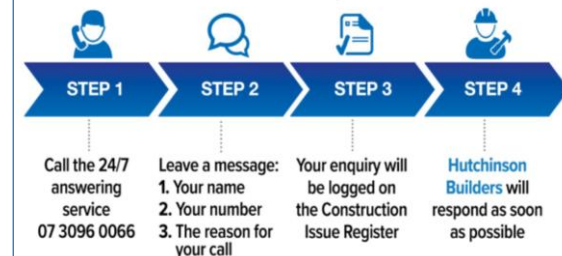 STEP 1
STEP 2
STEP 3
STEP 4
Call the 24/7
answering
service
07 3096 0066
Leave a message:
1. Your name
2. Your number
3. The reason for
your call
Your enquiry will
be logged on
the Construction
Issue Register
Hutchinson
Builders will
respond as soon
as possible